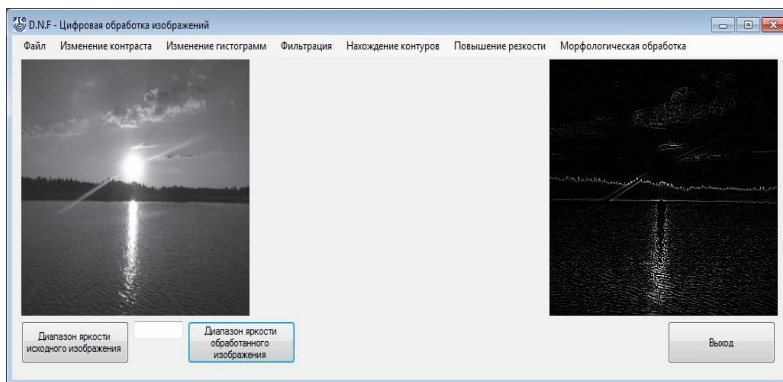 D.N.F - Цифровая обработка изображений
Файл Изменение контраста Изменение гистограмм Фильтрация Нахождение контуров Повышение резкости Морфологическая обработка
Диапазон яркости
исходного изображения
Диапазон яркости
обработанного
изображения
Выход